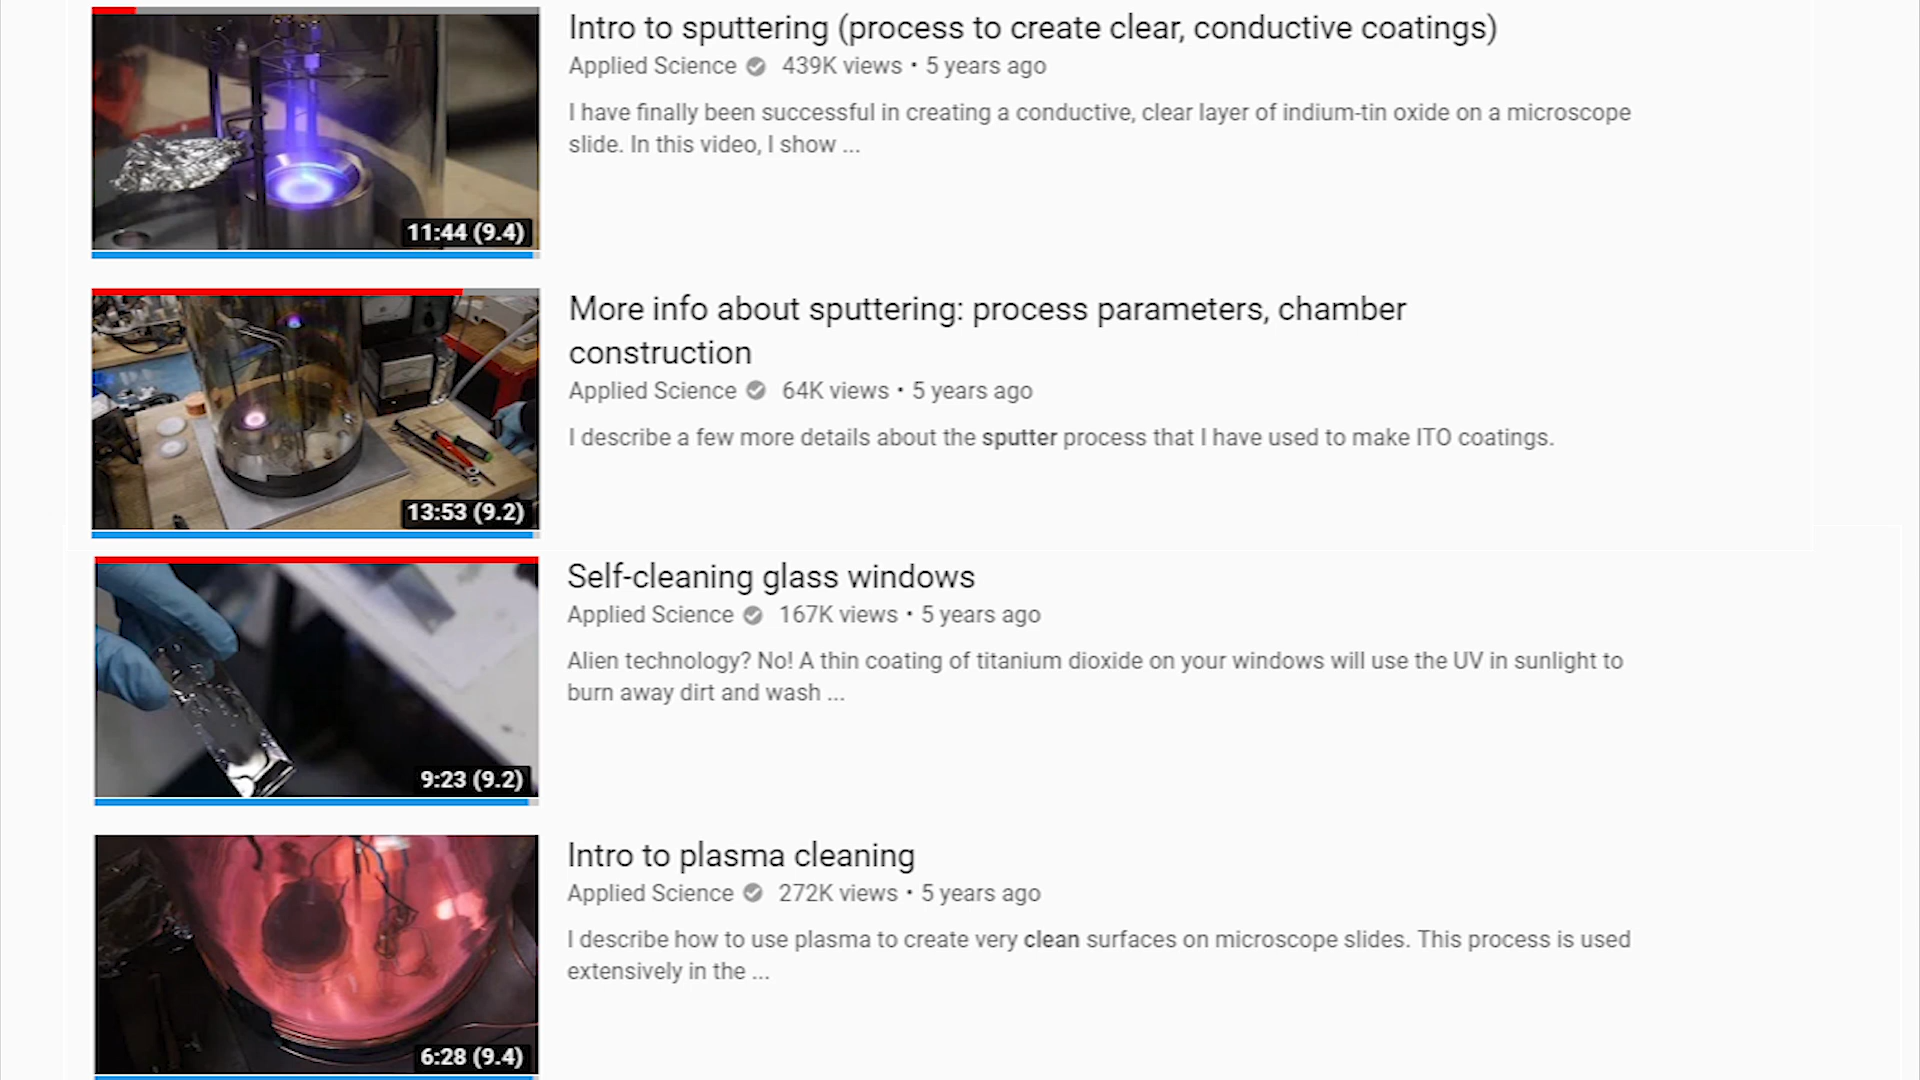 Intro to sputtering (process to create clear, conductive coatings)
Applied Science 439K views • 5 years ago
I have finally been successful in creating a conductive, clear layer of indium-tin oxide on a microscope
slide. In this video, I show ...
11:44 (9.4)
More info about sputtering: process parameters, chamber
construction
Applied Science 64K views • 5 years ago
I describe a few more details about the sputter process that I have used to make ITO coatings.
13:53 (9.2)
Self-cleaning glass windows
Applied Science 167K views • 5 years ago
Alien technology? No! A thin coating of titanium dioxide on your windows will use the UV in sunlight to
burn away dirt and wash ...
9:23 (9.2)
Intro to plasma cleaning
Applied Science 272K views • 5 years ago
I describe how to use plasma to create very clean surfaces on microscope slides. This process is used
extensively in the ...
6:28 (9.4)